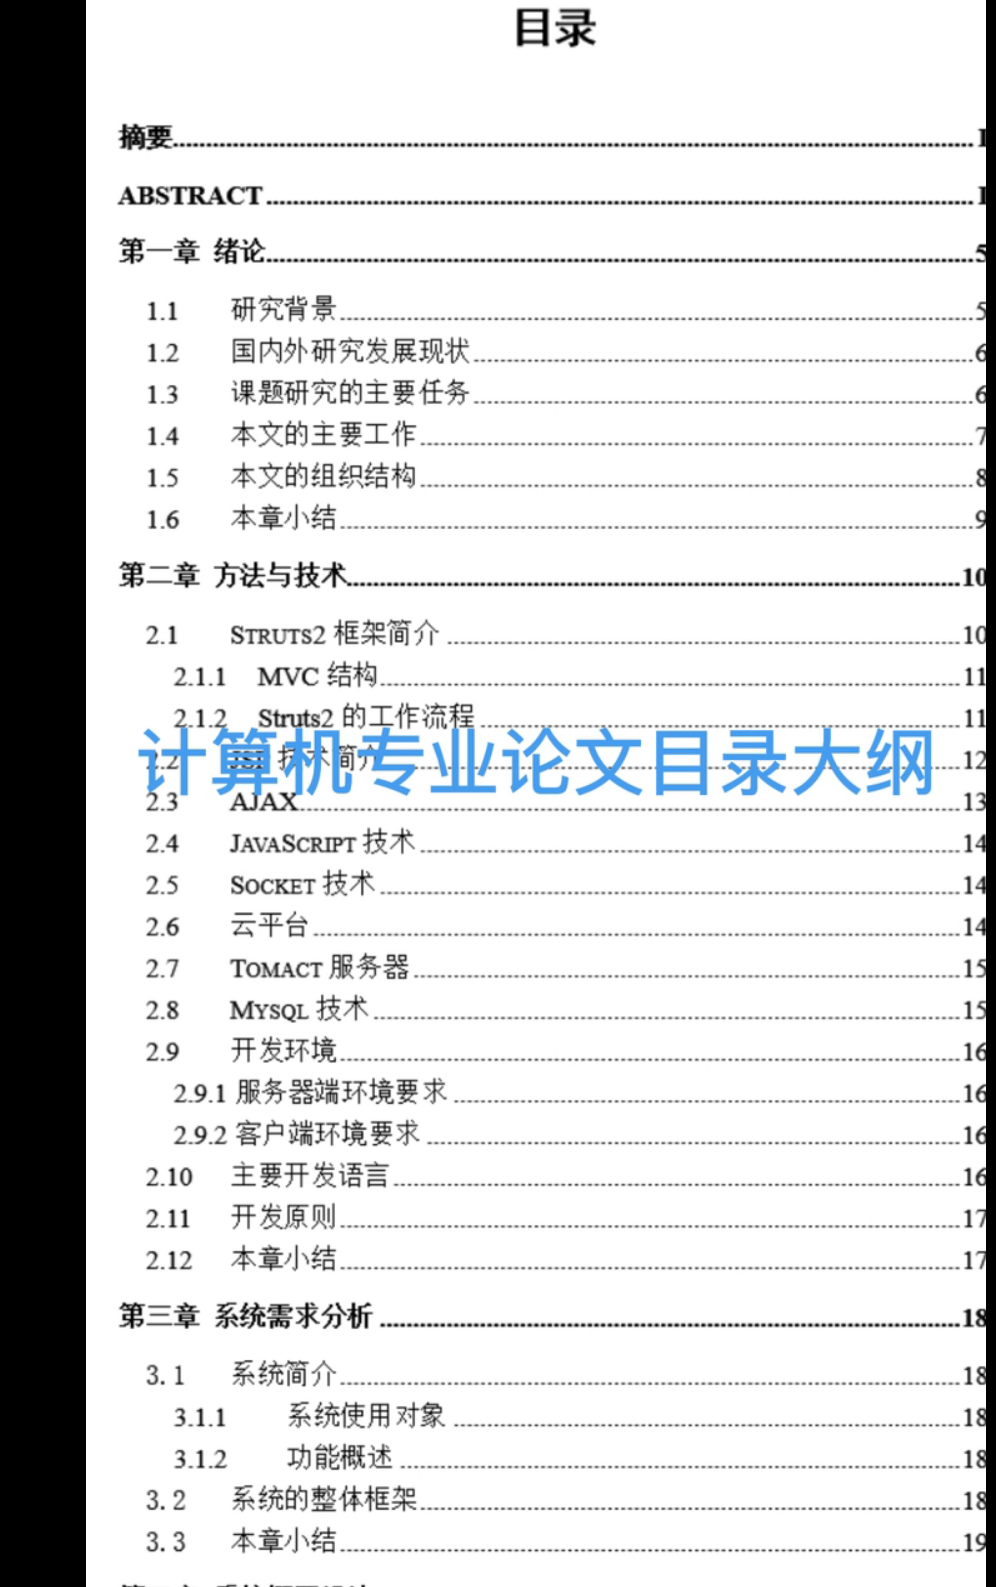 目录
摘要 I
ABSTRACT I
第一章 绪论 5
1.1 研究背景 5
1.2 国内外研究发展现状 6
1.3 课题研究的主要任务 6
1.4 本文的主要工作 7
1.5 本文的组织结构 8
1.6 本章小结 9
第二章 方法与技术 10
2.1 STRUTS2 框架简介 10
2.1.1 MVC 结构 11
2.1.2 Struts2 的工作流程 11
计算机专业论文目录大纲
2.2 技术简介 12
2.3 AJAX 13
2.4 JAVASCRIPT 技术 14
2.5 SOCKET 技术 14
2.6 云平台 14
2.7 TOMACT 服务器 15
2.8 MYSQL 技术 15
2.9 开发环境 16
2.9.1 服务器端环境要求 16
2.9.2 客户端环境要求 16
2.10 主要开发语言 16
2.11 开发原则 17
2.12 本章小结 17
第三章 系统需求分析 18
3.1 系统简介 18
3.1.1 系统使用对象 18
3.1.2 功能概述 18
3.2 系统的整体框架 18
3.3 本章小结 19